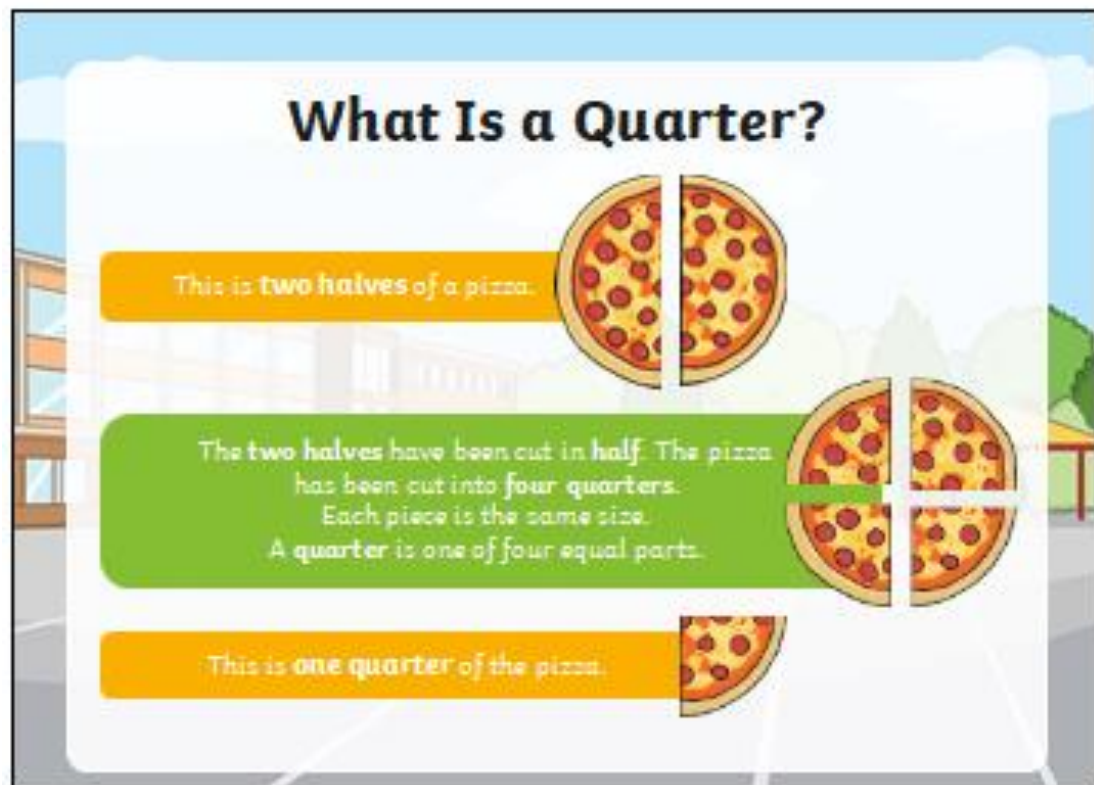 What Is a Quarter?
This is two halves of a pizza.
The two halves have been cut in half. The pizza
has been cut into four quarters.
Each piece is the same size.
A quarter is one of four equal parts.
This is one quarter of the pizza.